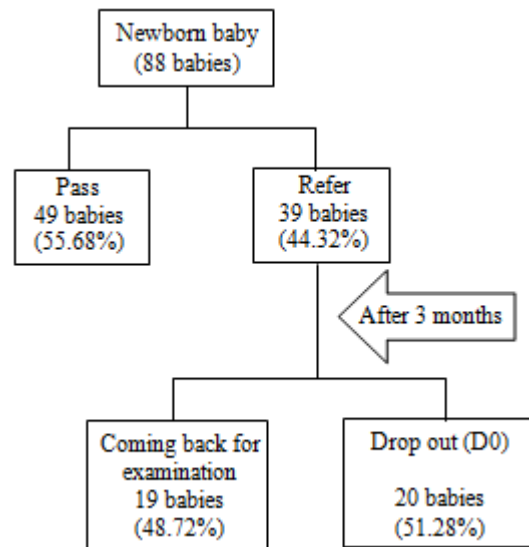 Newborn baby
(88 babies)
Pass
49 babies
(55.68%)
Refer
39 babies
(44.32%)
After 3 months
Coming back for
examination
19 babies
(48.72%)
Drop out (D0)
20 babies
(51.28%)